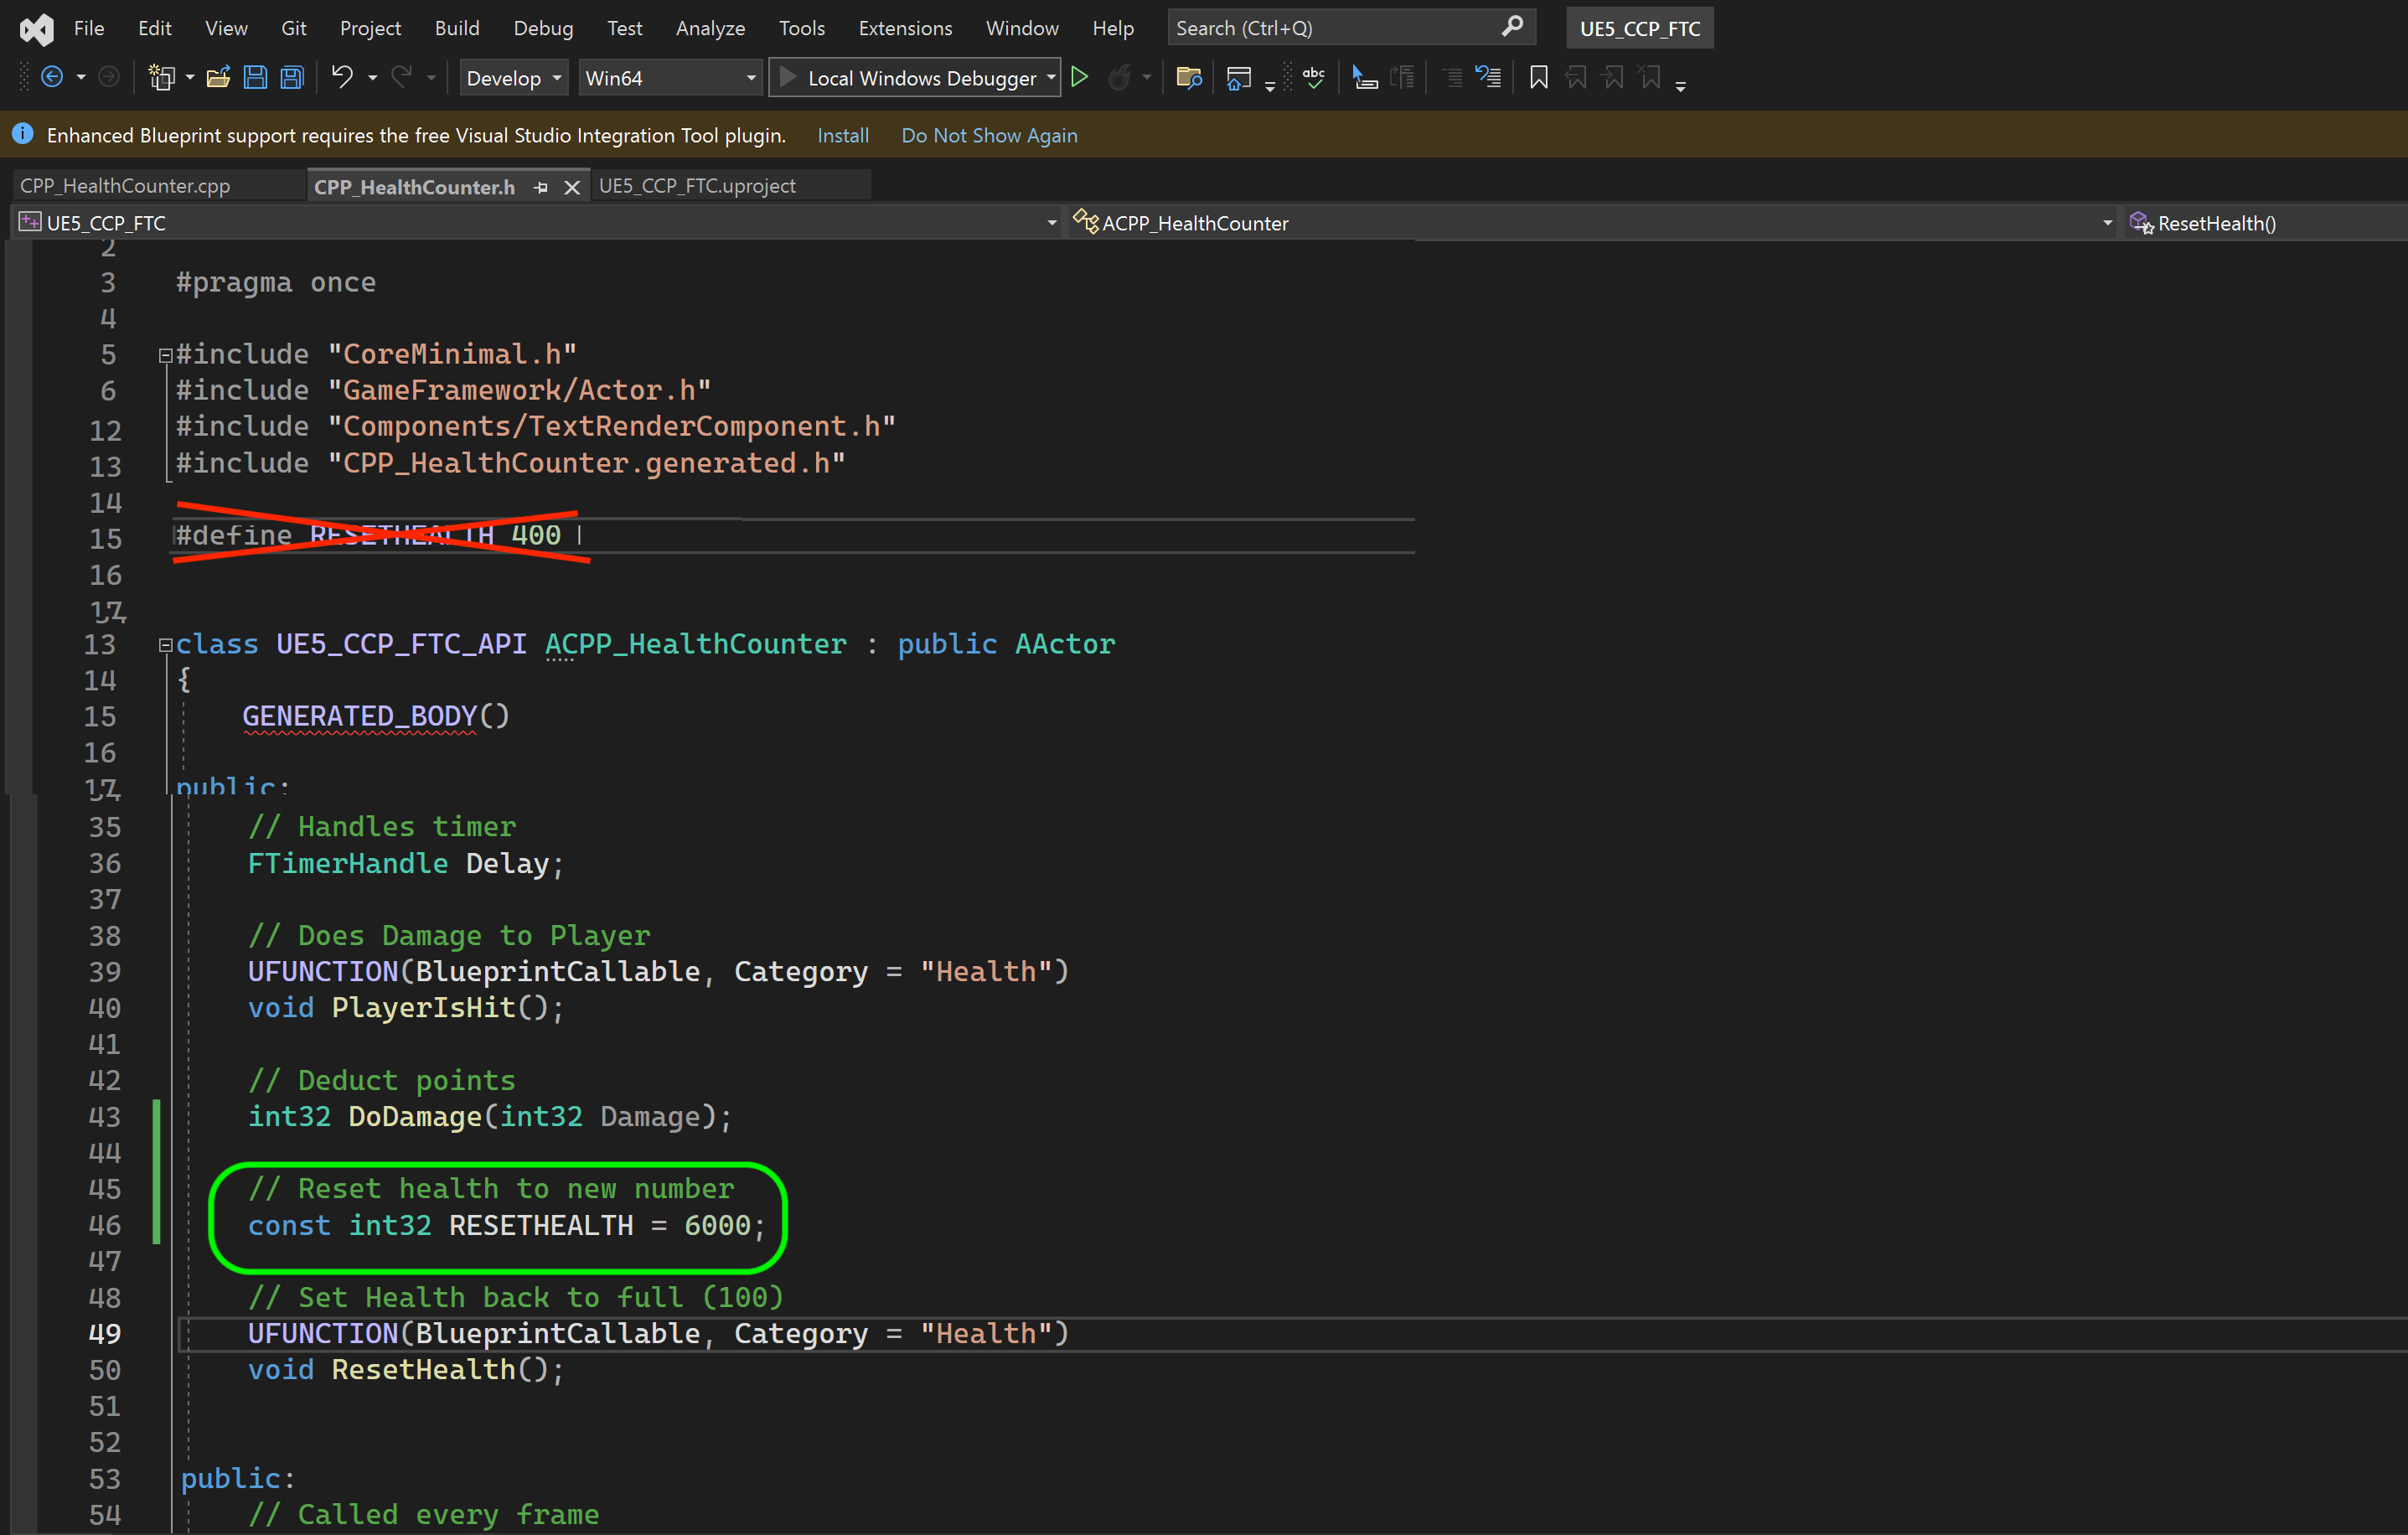 File Edit View Git Project Build Debug Test Analyze Tools Extensions Window Help Search (Ctrl+Q) UE5_CCP_FTC
Develop Win64 Local Windows Debugger abc
Enhanced Blueprint support requires the free Visual Studio Integration Tool plugin. Install Do Not Show Again
CPP_HealthCounter.cpp CPP_HealthCounter.h UE5_CCP_FTC.uproject
UE5_CCP_FTC ACPP_HealthCounter ResetHealth()
2
3 #pragma once
4
5 #include "CoreMinimal.h"
6 #include "GameFramework/Actor.h"
12 #include "Components/TextRenderComponent.h"
13 #include "CPP_HealthCounter.generated.h"
14
15 #define RESETHEALTH 400
16
17
13 class UE5_CCP_FTC_API ACPP_HealthCounter : public AActor
14 {
15 GENERATED_BODY()
16
17 public:
35 // Handles timer
36 FTimerHandle Delay;
37
38 // Does Damage to Player
39 UFUNCTION(BlueprintCallable, Category = "Health")
40 void PlayerIsHit();
41
42 // Deduct points
43 int32 DoDamage(int32 Damage);
44
45 // Reset health to new number
46 const int32 RESETHEALTH = 6000;
47
48 // Set Health back to full (100)
49 UFUNCTION(BlueprintCallable, Category = "Health")
50 void ResetHealth();
51
52
53 public:
54 // Called every frame